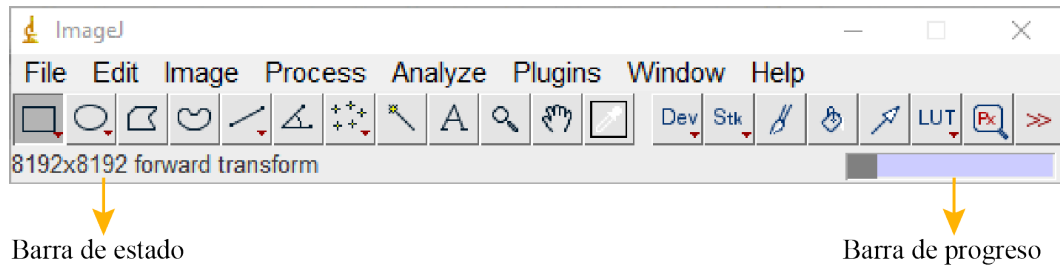 ImageJ
File Edit Image Process Analyze Plugins Window Help
A Dev Stk LUT Px >>
8192x8192 forward transform
Barra de estado Barra de progreso